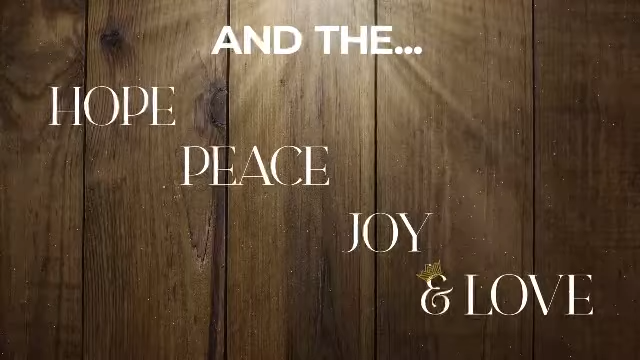 AND THE...
HOPE
PEACE
JOY
& LOVE